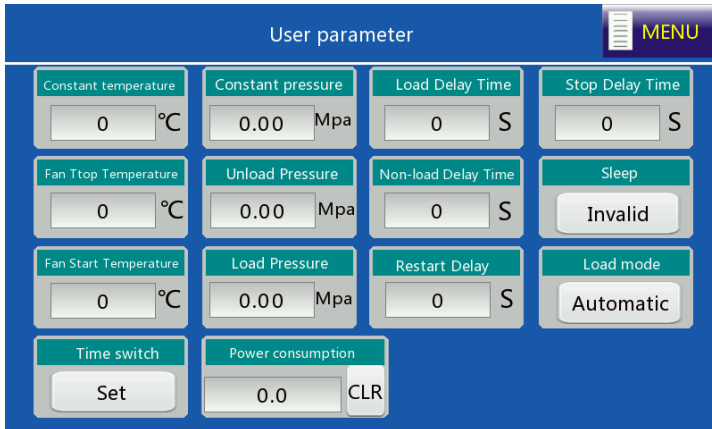 User parameter
MENU
Constant temperature
Constant pressure
Load Delay Time
Stop Delay Time
0 ℃
0.00 Mpa
0 S
0 S
Fan Ttop Temperature
Unload Pressure
Non-load Delay Time
Sleep
0 ℃
0.00 Mpa
0 S
Invalid
Fan Start Temperature
Load Pressure
Restart Delay
Load mode
0 ℃
0.00 Mpa
0 S
Automatic
Time switch
Power consumption
Set
0.0 CLR